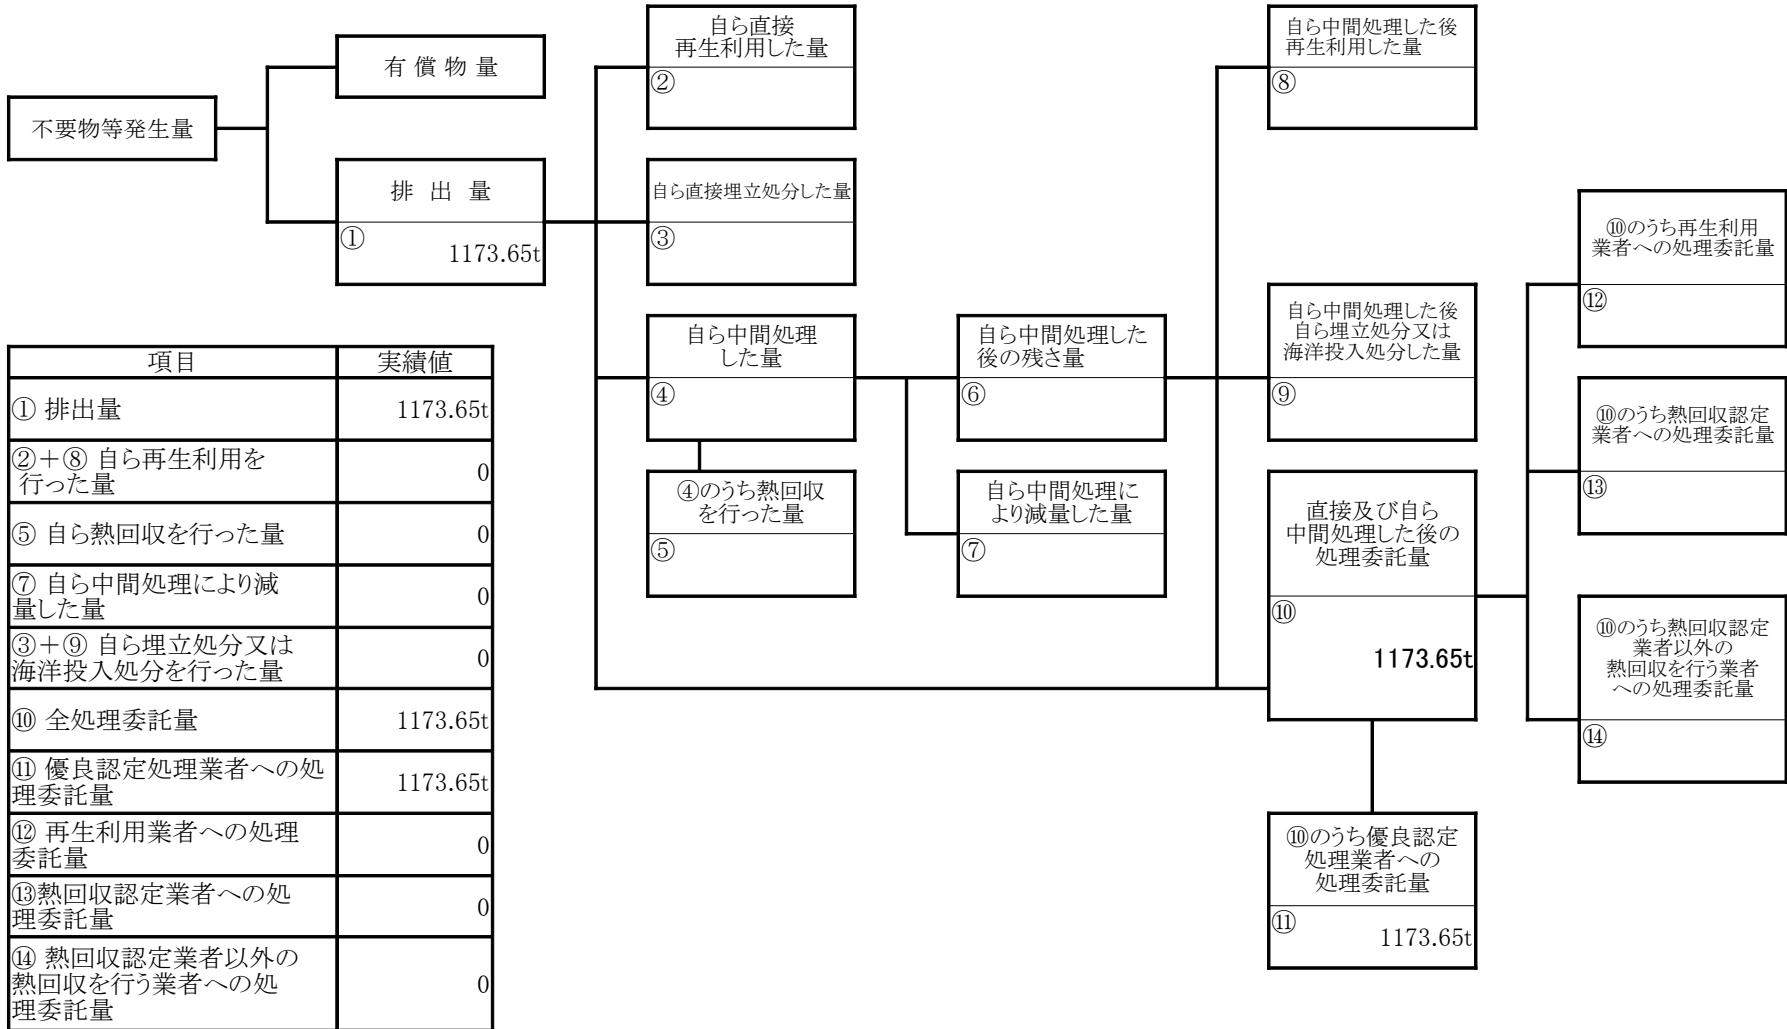 不要物等発生量
有 償 物 量
排 出 量
①
1173.65t
自ら直接
再生利用した量
②
自ら直接埋立処分した量
③
自ら中間処理
した量
④
④のうち熱回収
を行った量
⑤
自ら中間処理した
後の残さ量
⑥
自ら中間処理に
より減量した量
⑦
自ら中間処理した後
再生利用した量
⑧
自ら中間処理した後
自ら埋立処分又は
海洋投入処分した量
⑨
直接及び自ら
中間処理した後の
処理委託量
⑩
1173.65t
⑩のうち優良認定
処理業者への
処理委託量
⑪
1173.65t
⑩のうち再生利用
業者への処理委託量
⑫
⑩のうち熱回収認定
業者への処理委託量
⑬
⑩のうち熱回収認定
業者以外の
熱回収を行う業者
への処理委託量
⑭
項目 実績値
① 排出量 1173.65t
②＋⑧ 自ら再生利用を
行った量 0
⑤ 自ら熱回収を行った量 0
⑦ 自ら中間処理により減
量した量 0
③＋⑨ 自ら埋立処分又は
海洋投入処分を行った量 0
⑩ 全処理委託量 1173.65t
⑪ 優良認定処理業者への処
理委託量 1173.65t
⑫ 再生利用業者への処理
委託量 0
⑬熱回収認定業者への処
理委託量 0
⑭ 熱回収認定業者以外の
熱回収を行う業者への処
理委託量 0